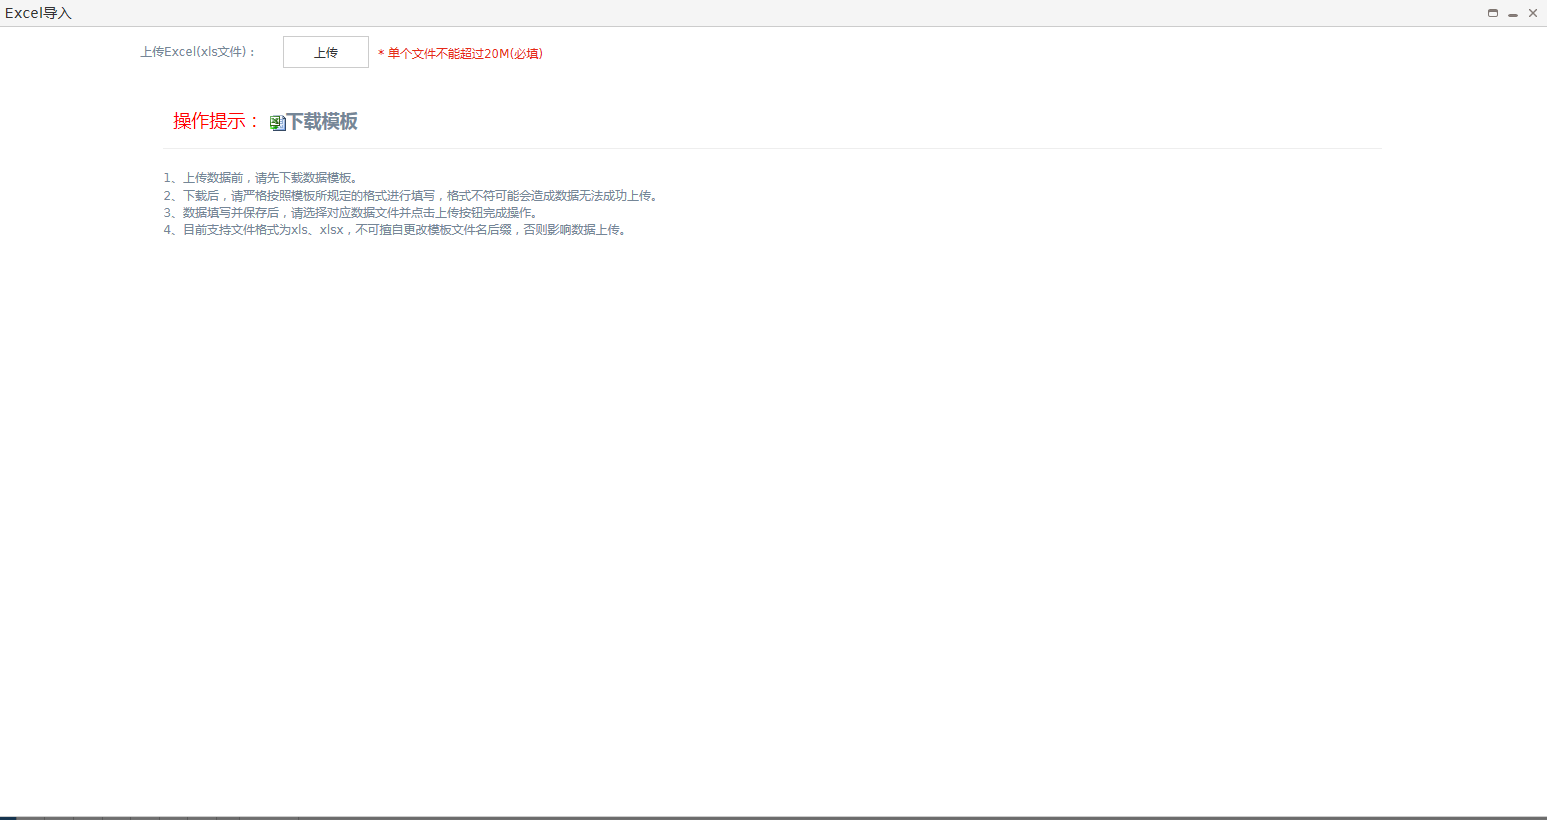 Excel导入
上传Excel(xls文件)：
上传
* 单个文件不能超过20M(必填)
操作提示： 下载模板
1、上传数据前，请先下载数据模板。
2、下载后，请严格按照模板所规定的格式进行填写，格式不符可能会造成数据无法成功上传。
3、数据填写并保存后，请选择对应数据文件并点击上传按钮完成操作。
4、目前支持文件格式为xls、xlsx，不可擅自更改模板文件名后缀，否则影响数据上传。